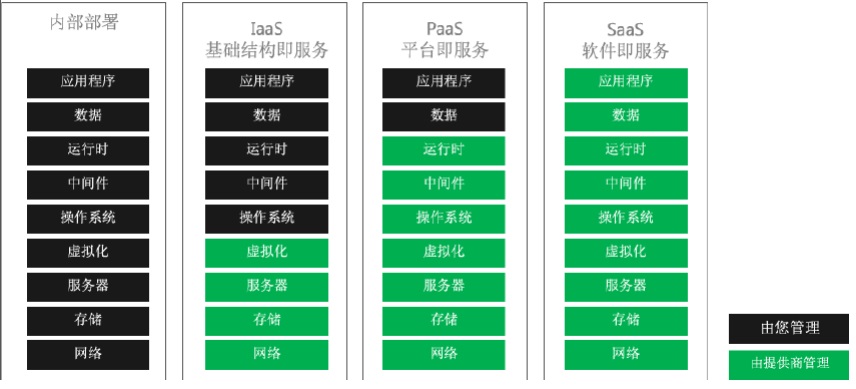 内部部署
应用程序
数据
运行时
中间件
操作系统
虚拟化
服务器
存储
网络
IaaS
基础结构即服务
应用程序
数据
运行时
中间件
操作系统
虚拟化
服务器
存储
网络
PaaS
平台即服务
应用程序
数据
运行时
中间件
操作系统
虚拟化
服务器
存储
网络
SaaS
软件即服务
应用程序
数据
运行时
中间件
操作系统
虚拟化
服务器
存储
网络
由您管理
由提供商管理